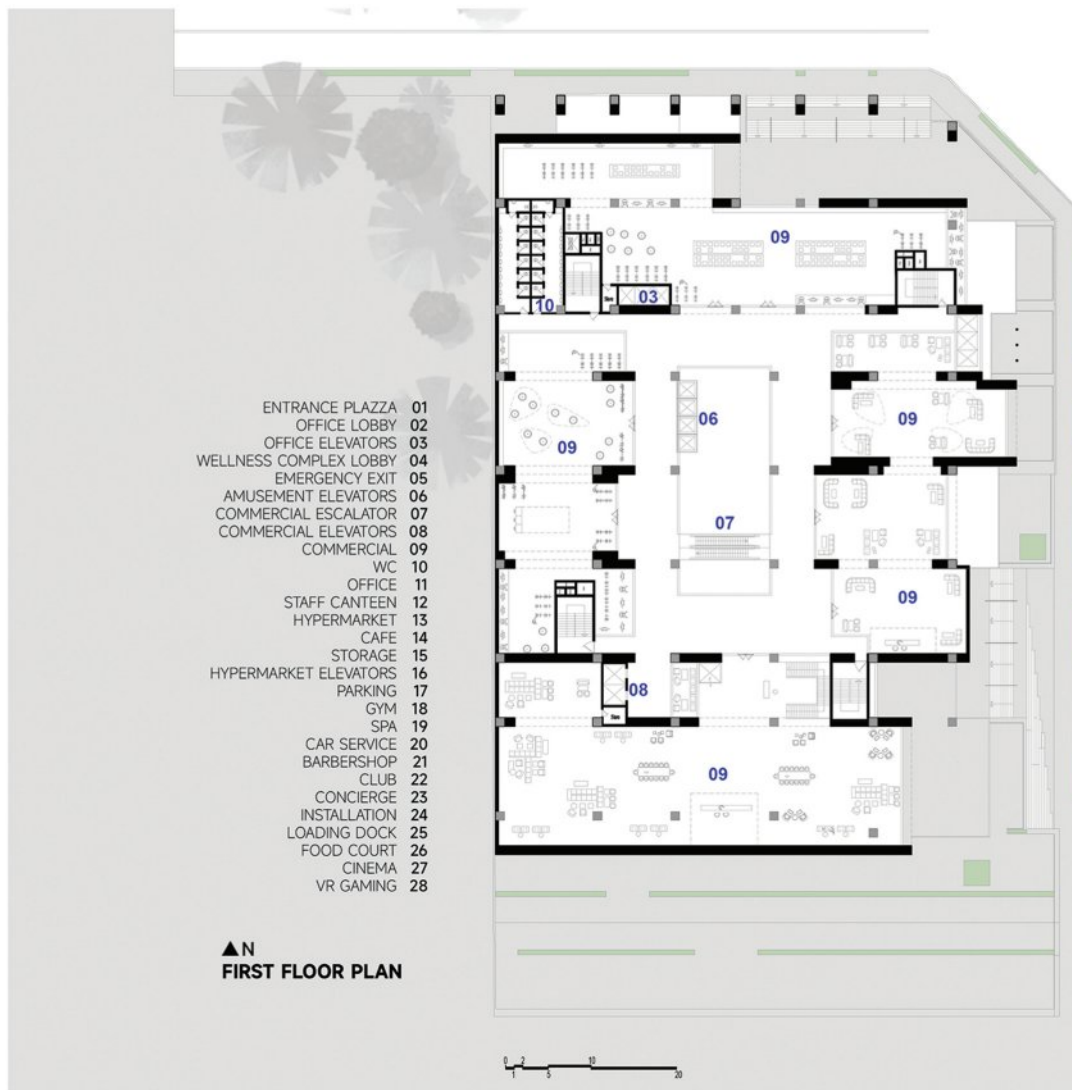 09
03
10
06
09
09
07
09
08
09
ENTRANCE PLAZZA 01
OFFICE LOBBY 02
OFFICE ELEVATORS 03
WELLNESS COMPLEX LOBBY 04
EMERGENCY EXIT 05
AMUSEMENT ELEVATORS 06
COMMERCIAL ESCALATOR 07
COMMERCIAL ELEVATORS 08
COMMERCIAL 09
WC 10
OFFICE 11
STAFF CANTEEN 12
HYPERMARKET 13
CAFE 14
STORAGE 15
HYPERMARKET ELEVATORS 16
PARKING 17
GYM 18
SPA 19
CAR SERVICE 20
BARBERSHOP 21
CLUB 22
CONCIERGE 23
INSTALLATION 24
LOADING DOCK 25
FOOD COURT 26
CINEMA 27
VR GAMING 28
▲N
FIRST FLOOR PLAN
0 2 10
1 5 20